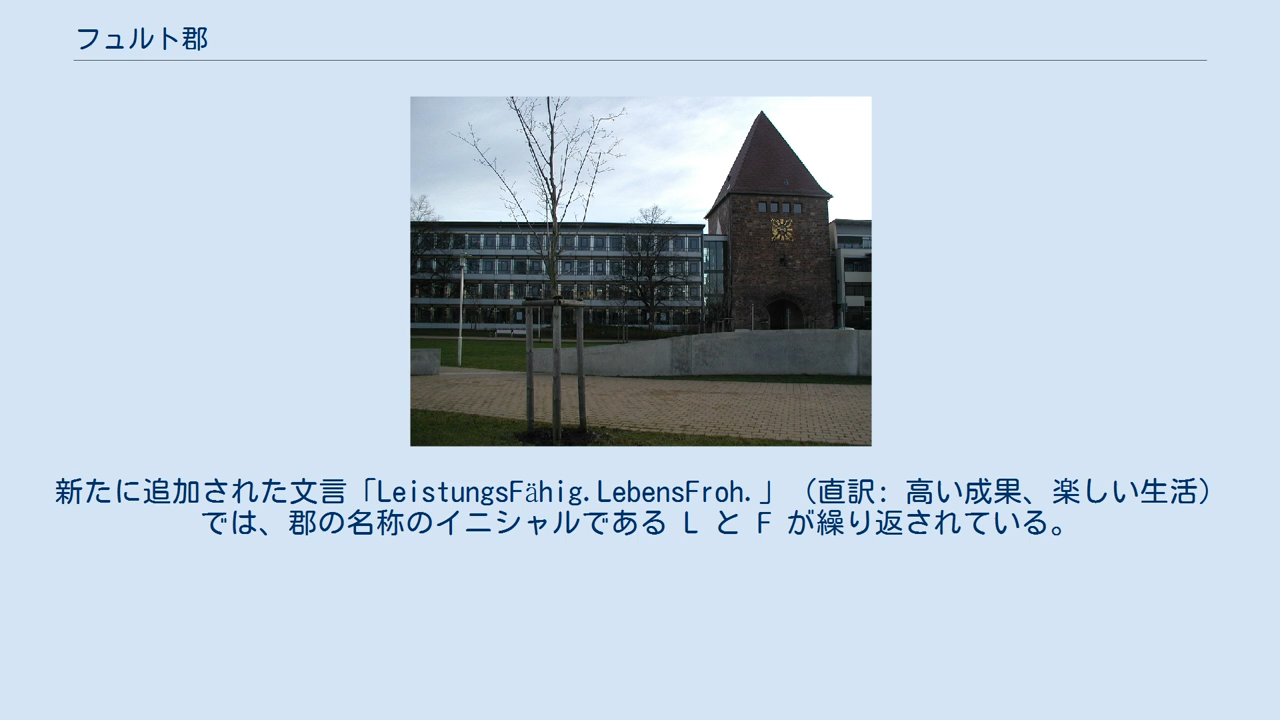 フュルト郡
新たに追加された文言「LeistungsFähig.LebensFroh.」（直訳: 高い成果、楽しい生活）
では、郡の名称のイニシャルである L と F が繰り返されている。